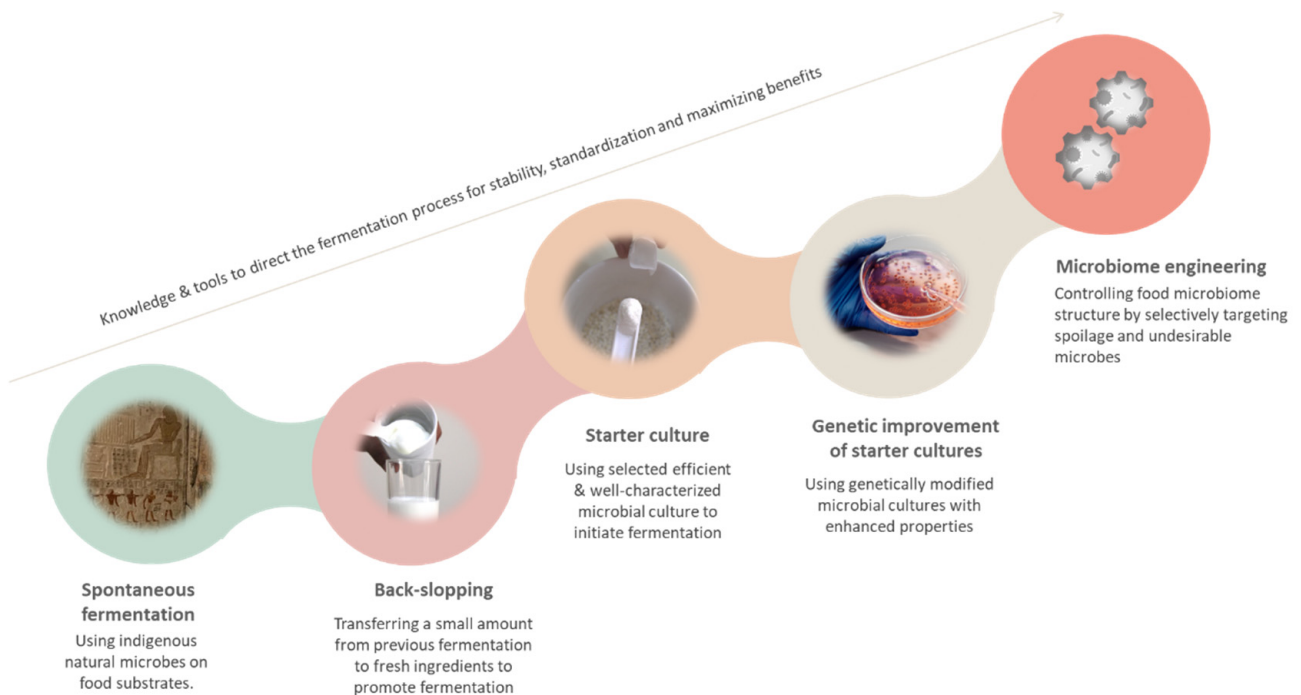 Knowledge & tools to direct the fermentation process for stability, standardization and maximizing benefits
Spontaneous
fermentation
Using indigenous
natural microbes on
food substrates.
Back-slopping
Transferring a small amount
from previous fermentation
to fresh ingredients to
promote fermentation
Starter culture
Using selected efficient
& well-characterized
microbial culture to
initiate fermentation
Genetic improvement
of starter cultures
Using genetically modified
microbial cultures with
enhanced properties
Microbiome engineering
Controlling food microbiome
structure by selectively targeting
spoilage and undesirable
microbes